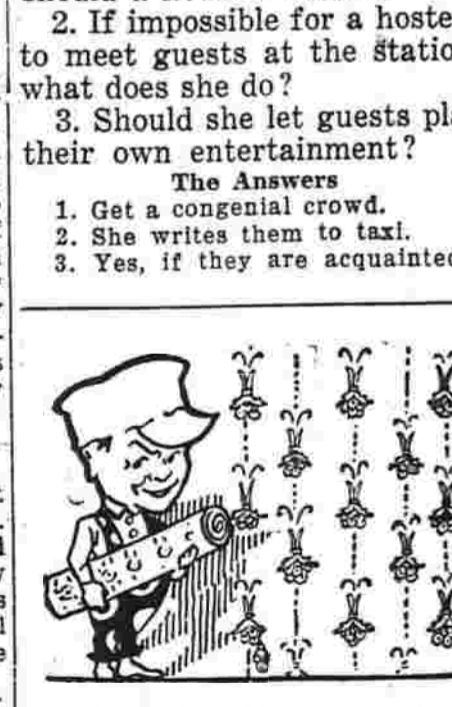 2. If impossible for a hoste
to meet guests at the statio
what does she do?
3. Should she let guests pl
their own entertainment?
The Answers
1. Get a congenial crowd.
2. She writes them to taxi.
3. Yes, if they are acquainted